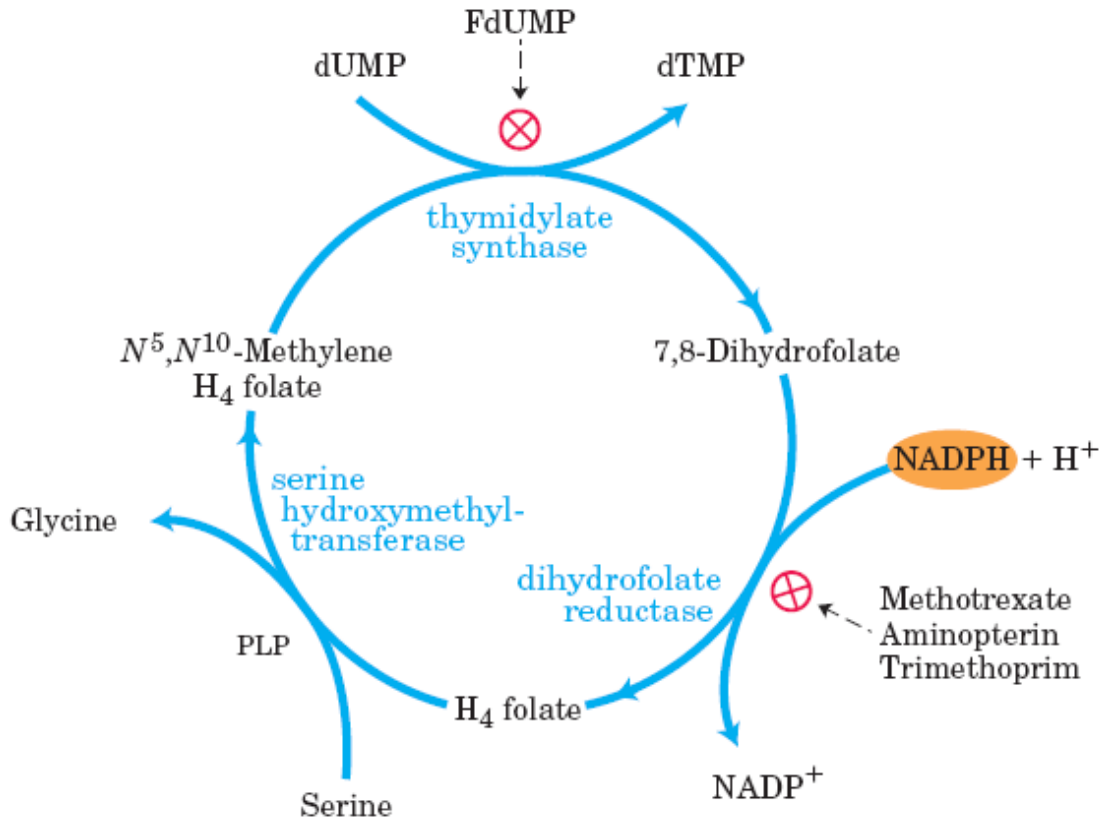 FdUMP
dUMP
dTMP
thymidylate
synthase
N⁵,N¹⁰-Methylene
H₄ folate
7,8-Dihydrofolate
NADPH + H⁺
serine
hydroxymethyl-
transferase
Glycine
dihydrofolate
reductase
Methotrexate
Aminopterin
Trimethoprim
PLP
H₄ folate
NADP⁺
Serine